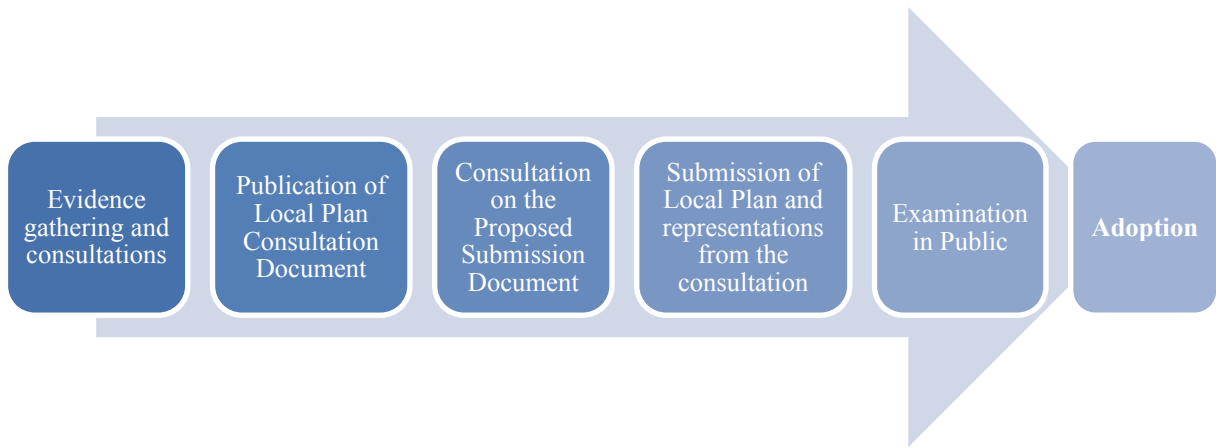 Evidence
gathering and
consultations
Publication of
Local Plan
Consultation
Document
Consultation
on the
Proposed
Submission
Document
Submission of
Local Plan and
representations
from the
consultation
Examination
in Public
Adoption